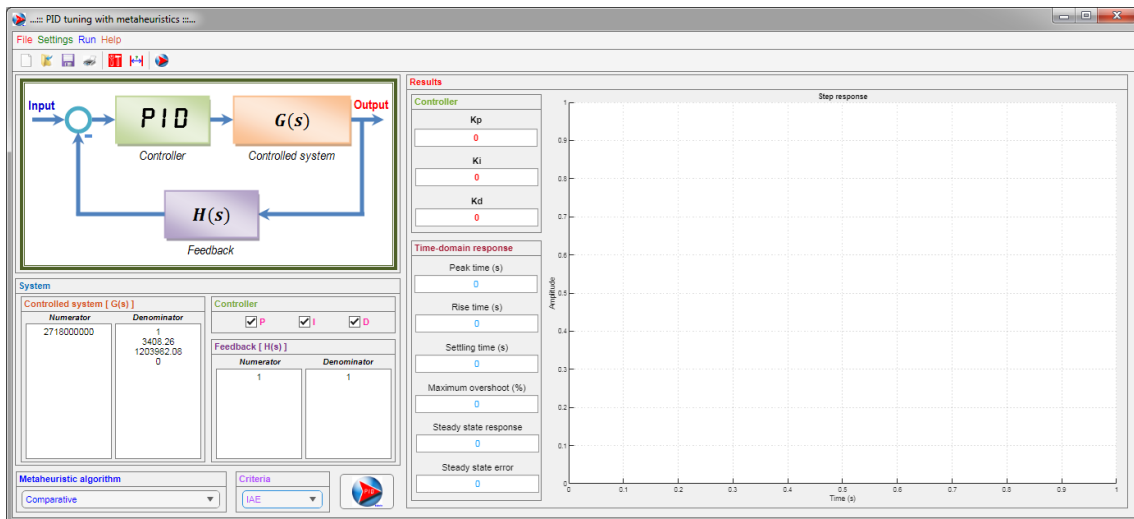 ...::: PID tuning with metaheuristics :::...
File Settings Run Help
Input
PID
G(s)
Output
Controller
Controlled system
H(s)
Feedback
System
Controlled system [ G(s) ]
Numerator Denominator
2718000000
1
3408.26
1203982.08
0
Controller
P I D
Feedback [ H(s) ]
Numerator Denominator
1 1
Metaheuristic algorithm
Comparative
Criteria
IAE
PID
Results
Controller
Kp
0
Ki
0
Kd
0
Time-domain response
Peak time (s)
0
Rise time (s)
0
Settling time (s)
0
Maximum overshoot (%)
0
Steady state response
0
Steady state error
0
Step response
Amplitude
1
0.9
0.8
0.7
0.6
0.5
0.4
0.3
0.2
0.1
0
0 0.1 0.2 0.3 0.4 0.5 0.6 0.7 0.8 0.9 1
Time (s)